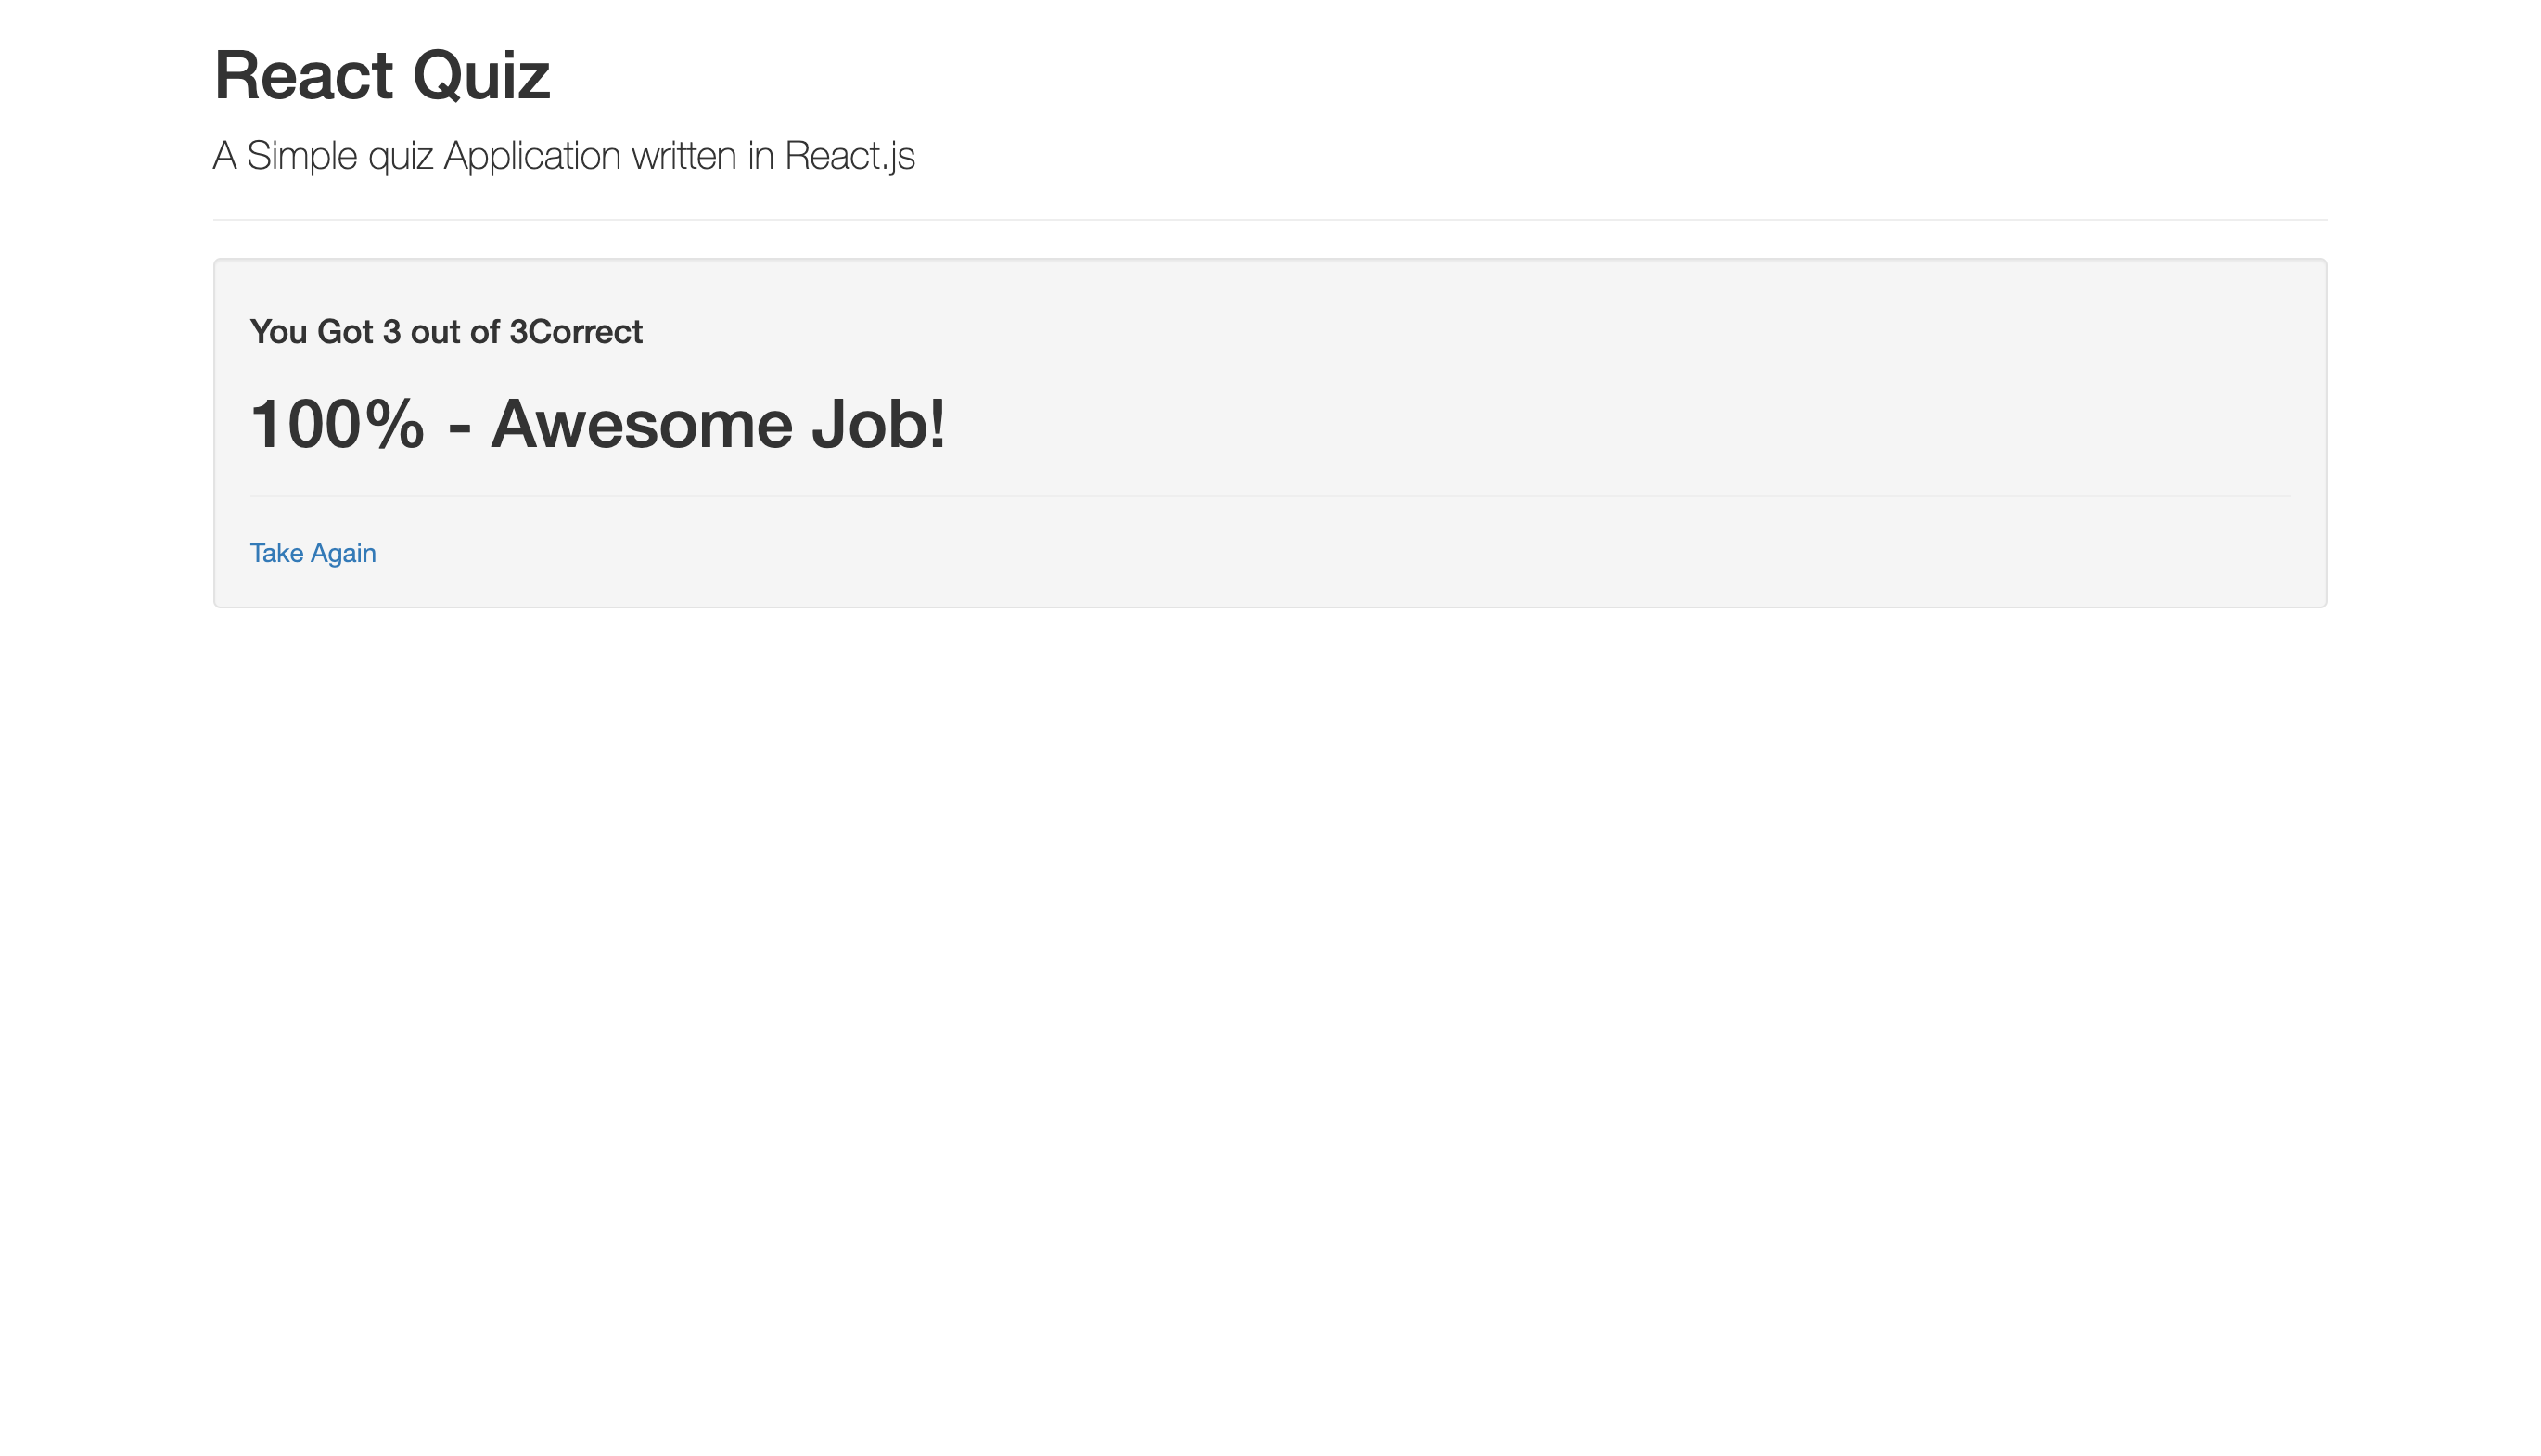 React Quiz
A Simple quiz Application written in React.js
You Got 3 out of 3Correct
100% - Awesome Job!
Take Again